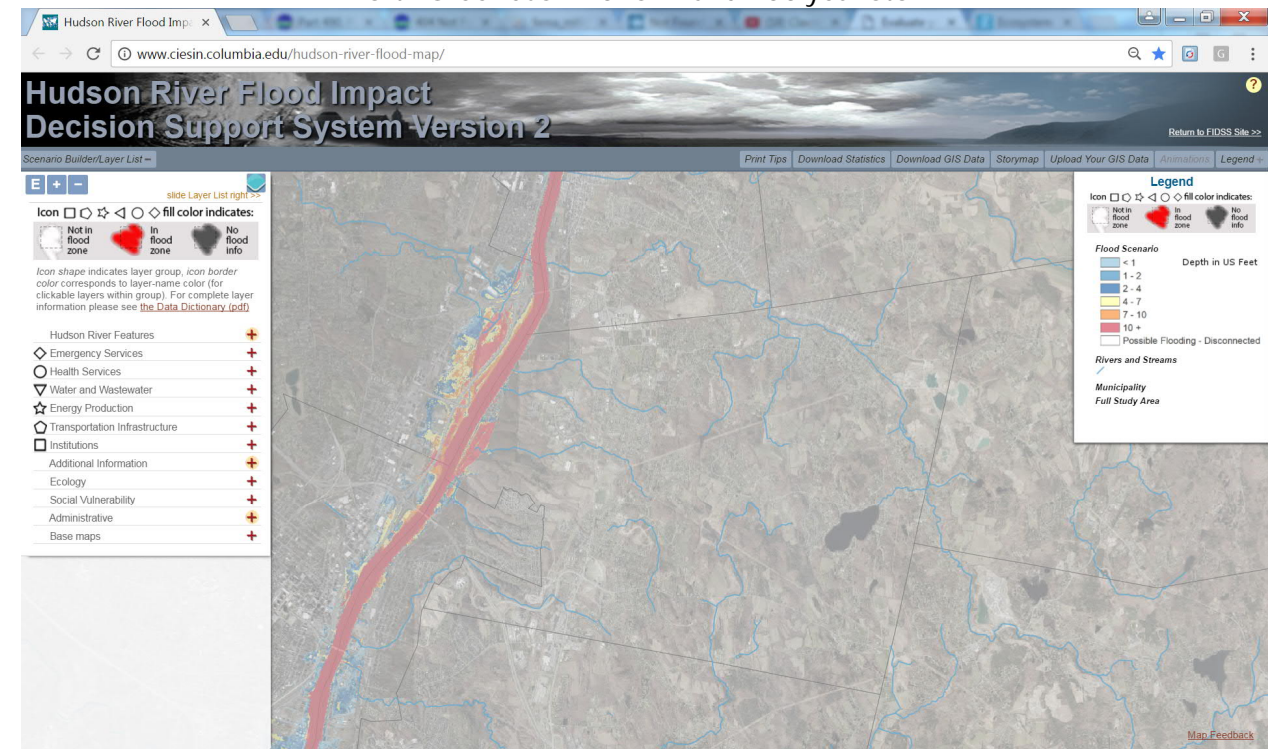 Hudson River Flood Impa
www.ciesin.columbia.edu/hudson-river-flood-map/
Hudson River Flood Impact
Decision Support System Version 2
?
Return to FIDSS Site >>
Scenario Builder/Layer List –
Print Tips Download Statistics Download GIS Data Storymap Upload Your GIS Data Animations Legend +
E + –
slide Layer List right >>
Icon fill color indicates:
Not in flood zone
In flood zone
No flood info
Icon shape indicates layer group, icon border
color corresponds to layer-name color (for
clickable layers within group). For complete layer
information please see the Data Dictionary (pdf)
Hudson River Features +
Emergency Services +
Health Services +
Water and Wastewater +
Energy Production +
Transportation Infrastructure +
Institutions +
Additional Information +
Ecology +
Social Vulnerability +
Administrative +
Base maps +
Legend
Icon fill color indicates:
Not in flood zone
In flood zone
No flood info
Flood Scenario
< 1 Depth in US Feet
1 - 2
2 - 4
4 - 7
7 - 10
10 +
Possible Flooding - Disconnected
Rivers and Streams
Municipality
Full Study Area
Map Feedback